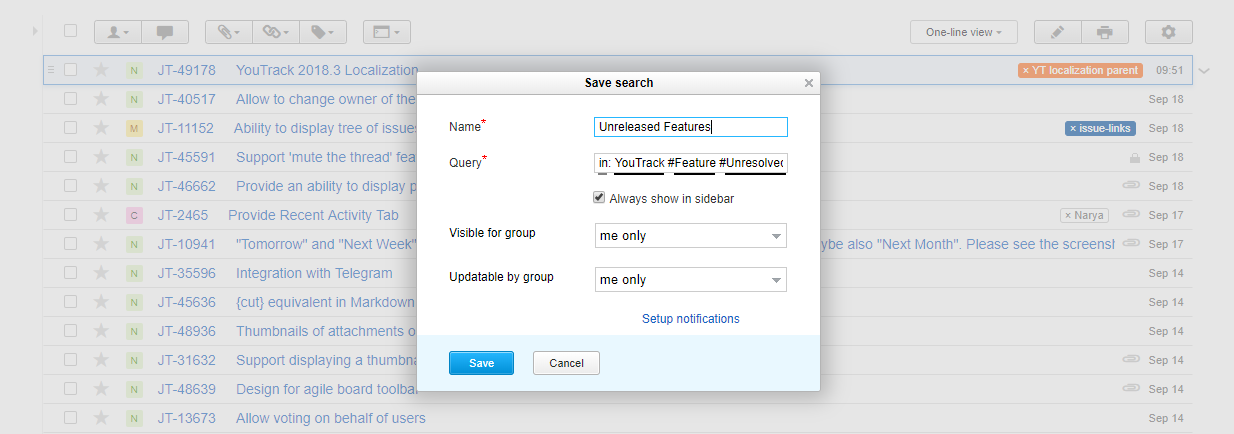 One-line view
N JT-49178 YouTrack 2018.3 Localization × YT localization parent 09:51
Save search ×
N JT-40517 Allow to change owner of the Sep 18
Name* Unreleased Features
M JT-11152 Ability to display tree of issues × issue-links Sep 18
N JT-45591 Support 'mute the thread' fea Sep 18
Query* in: YouTrack #Feature #Unresolved
N JT-46662 Provide an ability to display p Sep 18
Always show in sidebar
C JT-2465 Provide Recent Activity Tab × Narya Sep 17
Visible for group me only
N JT-10941 "Tomorrow" and "Next Week" ybe also "Next Month". Please see the screensh Sep 17
N JT-35596 Integration with Telegram Sep 14
Updatable by group me only
N JT-45636 {cut} equivalent in Markdown Sep 14
Setup notifications
N JT-48936 Thumbnails of attachments o Sep 14
N JT-31632 Support displaying a thumbna Sep 14
Save Cancel
N JT-48639 Design for agile board toolbar Sep 14
N JT-13673 Allow voting on behalf of users Sep 14